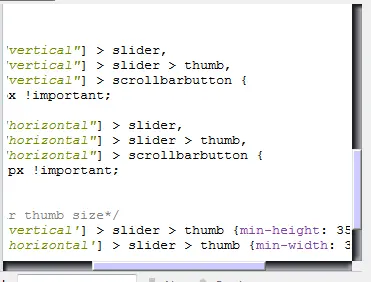 'vertical"] > slider,
'vertical"] > slider > thumb,
'vertical"] > scrollbarbutton {
x !important;
"horizontal"] > slider,
"horizontal"] > slider > thumb,
"horizontal"] > scrollbarbutton {
px !important;
r thumb size*/
vertical'] > slider > thumb {min-height: 35
horizontal'] > slider > thumb {min-width: 3